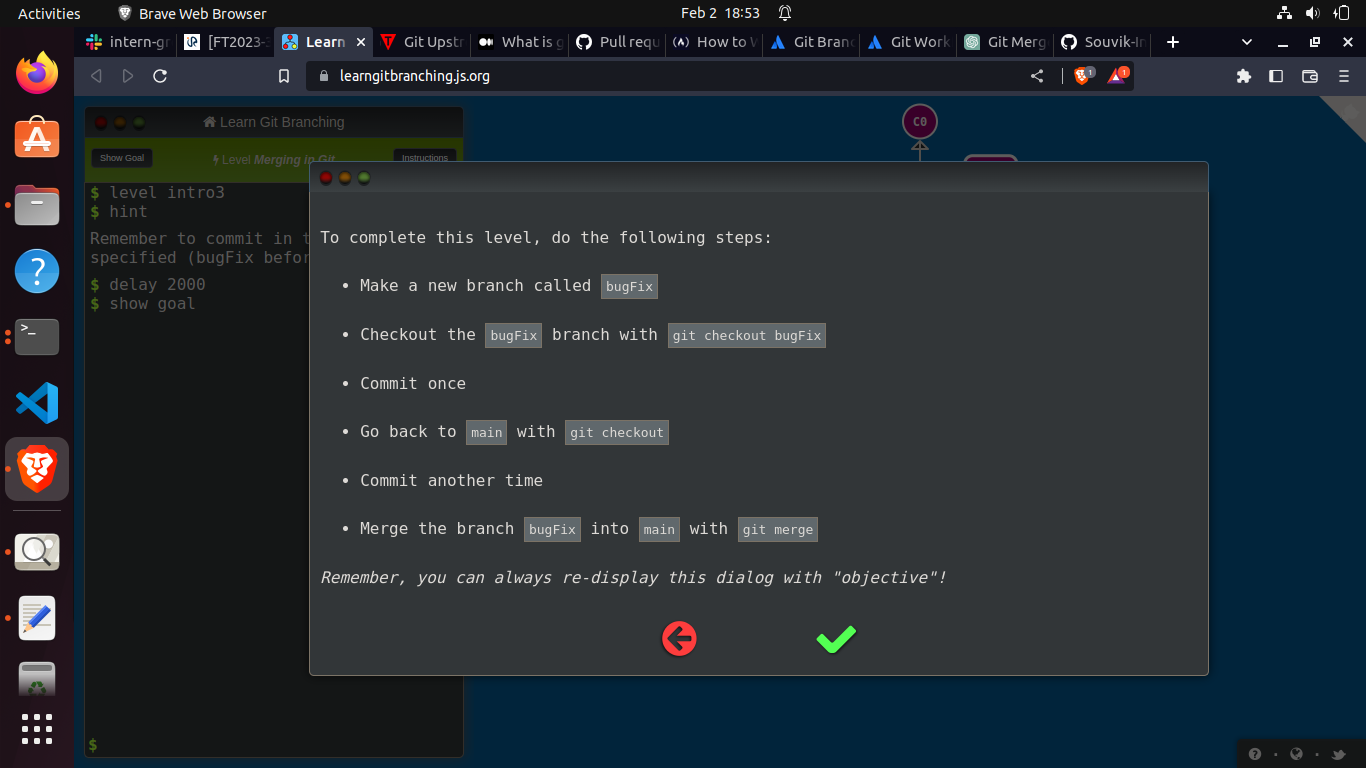 Activities
Brave Web Browser
Feb 2 18:53
intern-gr
[FT2023-
Learn
Git Upstr
What is g
Pull requ
How to W
Git Branc
Git Work
Git Merg
Souvik-In
learngitbranching.js.org
1
1
Learn Git Branching
Show Goal
Level Merging in Git
Instructions
$ level intro3
$ hint
Remember to commit in t
specified (bugFix befor
$ delay 2000
$ show goal
$
C0
To complete this level, do the following steps:
• Make a new branch called bugFix
• Checkout the bugFix branch with git checkout bugFix
• Commit once
• Go back to main with git checkout
• Commit another time
• Merge the branch bugFix into main with git merge
Remember, you can always re-display this dialog with "objective"!